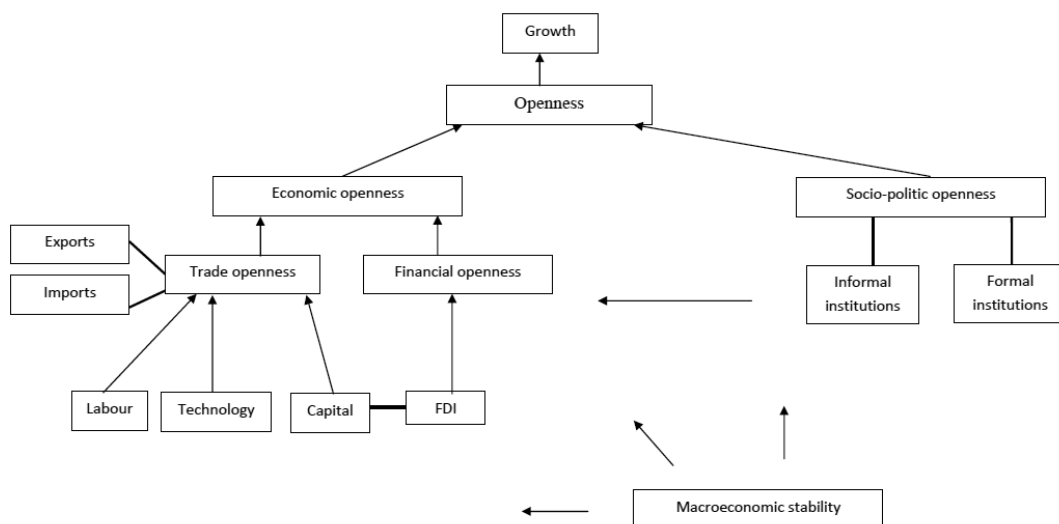 Growth
Openness
Economic openness
Socio-politic openness
Exports
Trade openness
Financial openness
Imports
Informal
institutions
Formal
institutions
Labour
Technology
Capital
FDI
Macroeconomic stability